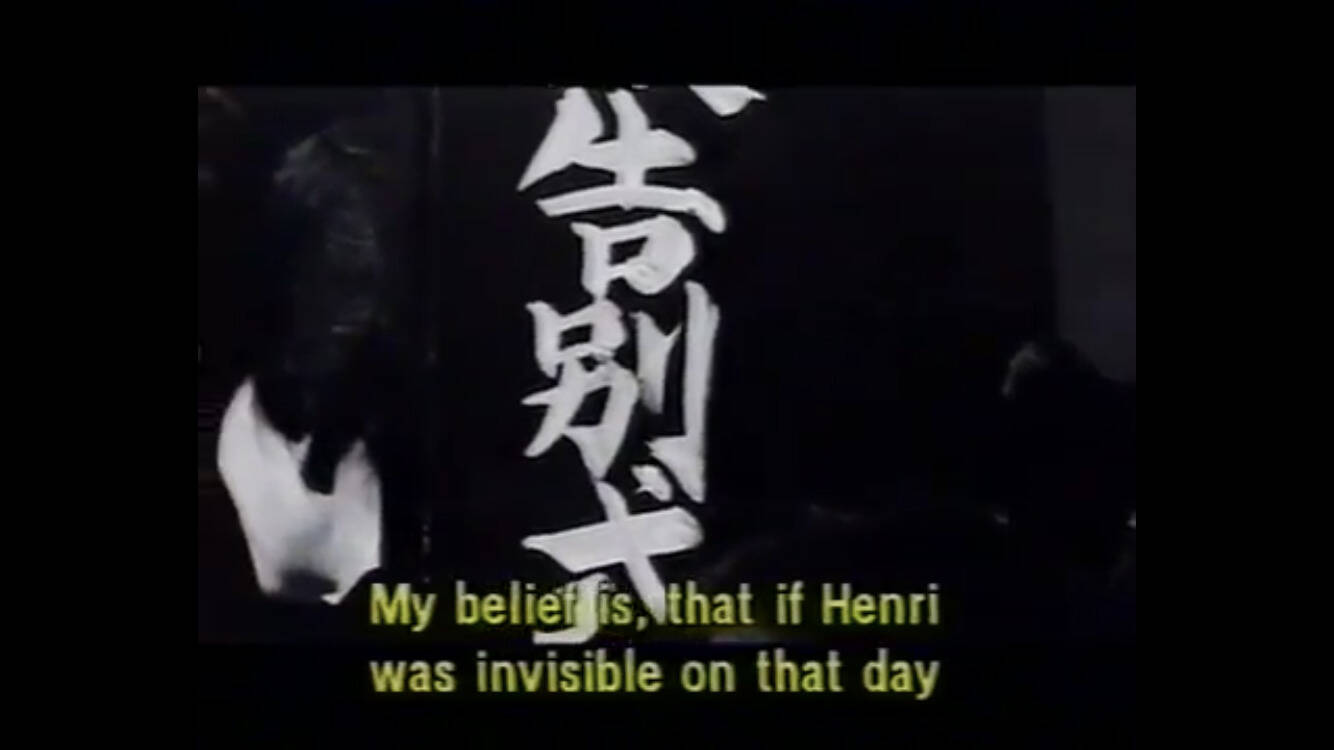 告別式
My belief is, that if Henri
was invisible on that day